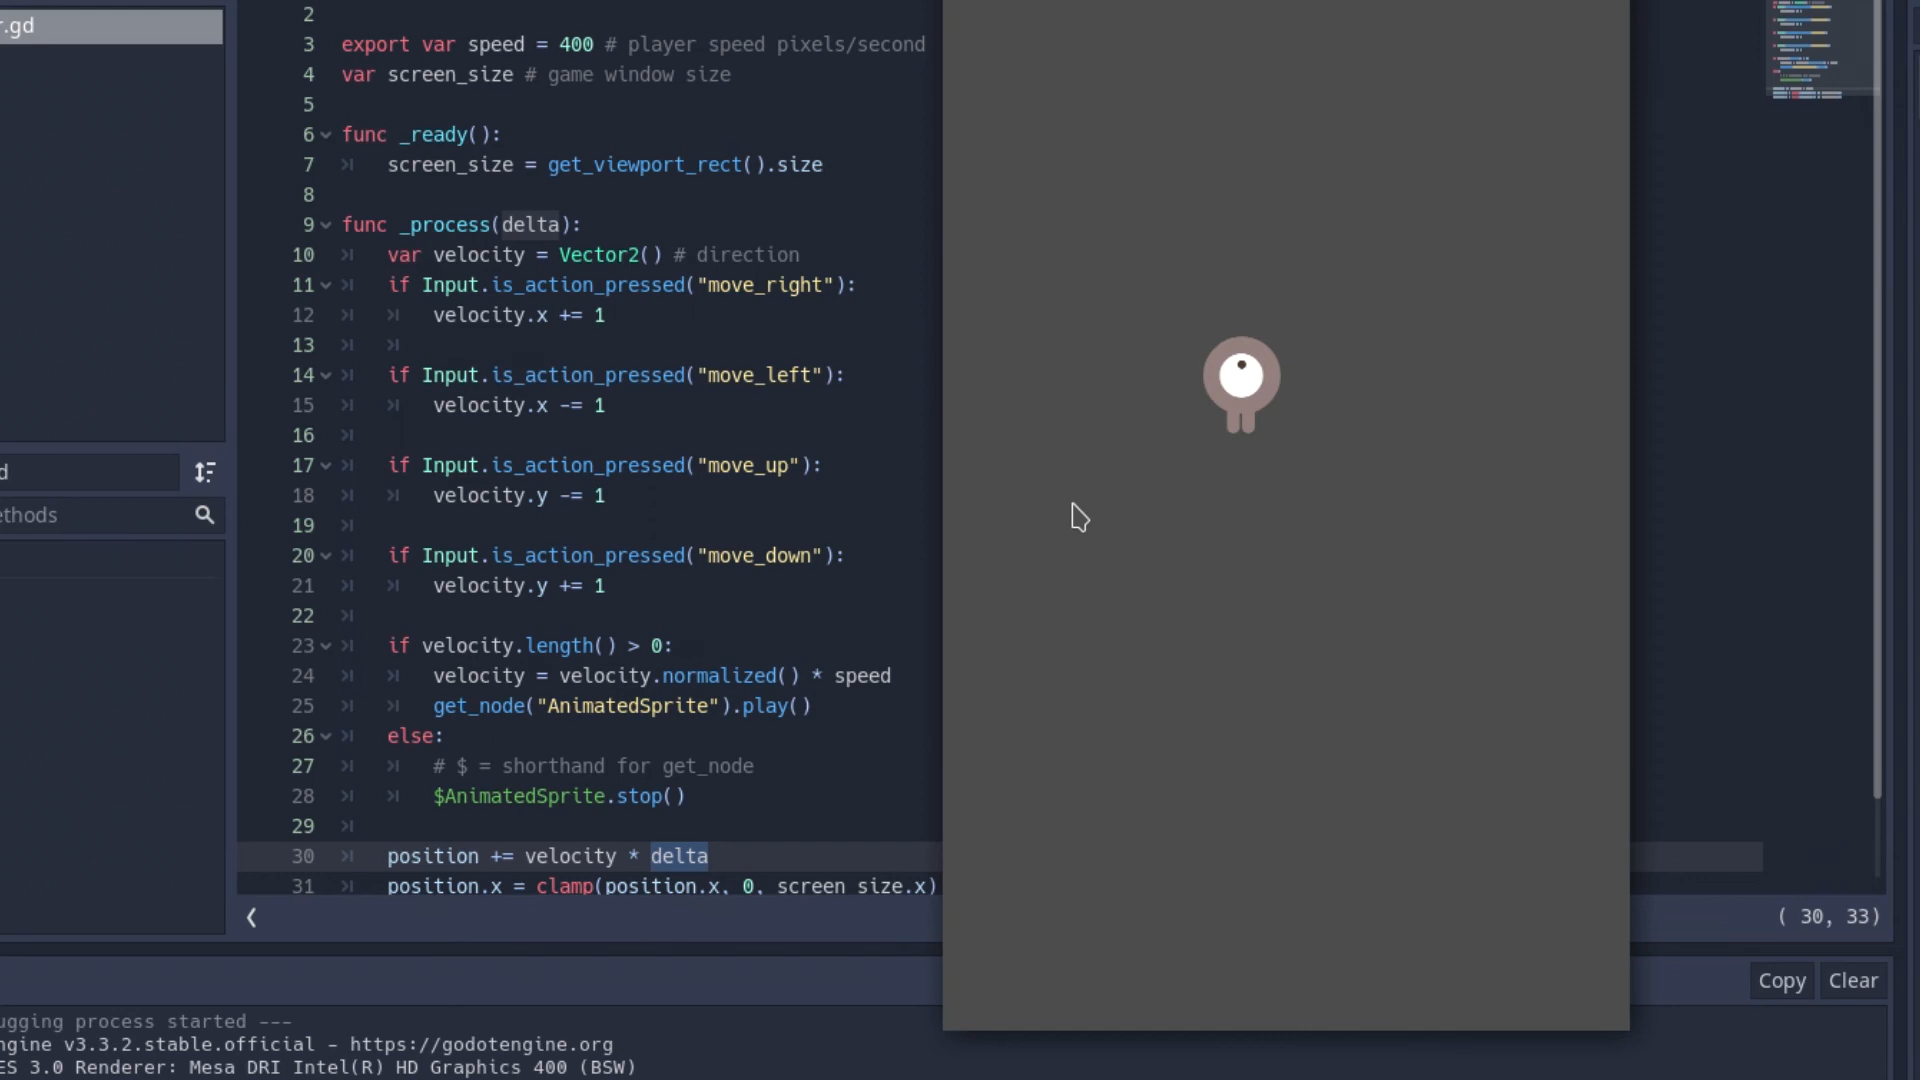 r.gd
2
3 export var speed = 400 # player speed pixels/second
4 var screen_size # game window size
5
6 func _ready():
7 screen_size = get_viewport_rect().size
8
9 func _process(delta):
10 var velocity = Vector2() # direction
11 if Input.is_action_pressed("move_right"):
12 velocity.x += 1
13
14 if Input.is_action_pressed("move_left"):
15 velocity.x -= 1
16
17 if Input.is_action_pressed("move_up"):
18 velocity.y -= 1
19
20 if Input.is_action_pressed("move_down"):
21 velocity.y += 1
22
23 if velocity.length() > 0:
24 velocity = velocity.normalized() * speed
25 get_node("AnimatedSprite").play()
26 else:
27 # $ = shorthand for get_node
28 $AnimatedSprite.stop()
29
30 position += velocity * delta
31 position.x = clamp(position.x, 0, screen_size.x)
d
ethods
( 30, 33)
Copy Clear
ugging process started ---
ngine v3.3.2.stable.official - https://godotengine.org
ES 3.0 Renderer: Mesa DRI Intel(R) HD Graphics 400 (BSW)